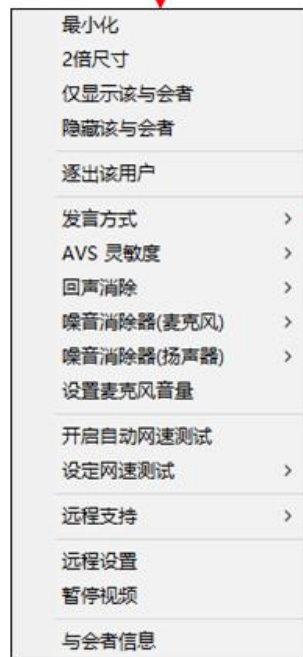 最小化
2倍尺寸
仅显示该与会者
隐藏该与会者
逐出该用户
发言方式
AVS 灵敏度
回声消除
噪音消除器(麦克风)
噪音消除器(扬声器)
设置麦克风音量
开启自动网速测试
设定网速测试
远程支持
远程设置
暂停视频
与会者信息